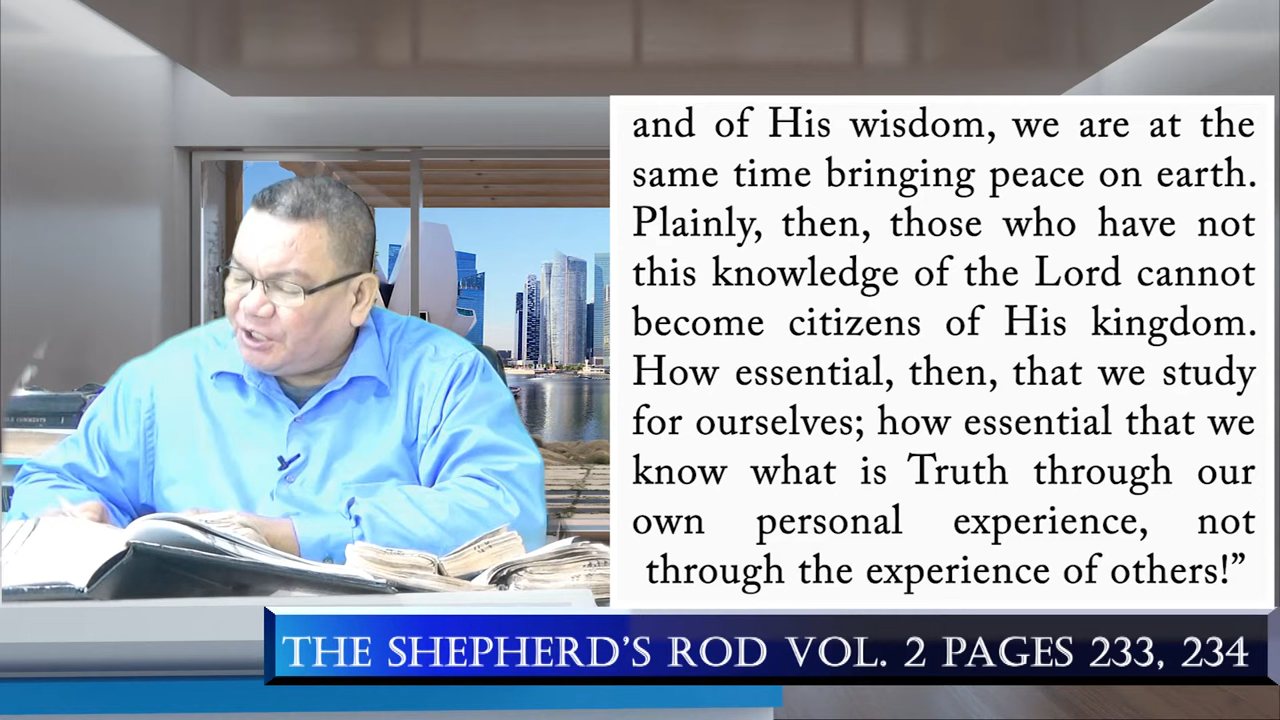 and of His wisdom, we are at the
same time bringing peace on earth.
Plainly, then, those who have not
this knowledge of the Lord cannot
become citizens of His kingdom.
How essential, then, that we study
for ourselves; how essential that we
know what is Truth through our
own personal experience, not
through the experience of others!”
THE SHEPHERD’S ROD VOL. 2 PAGES 233, 234